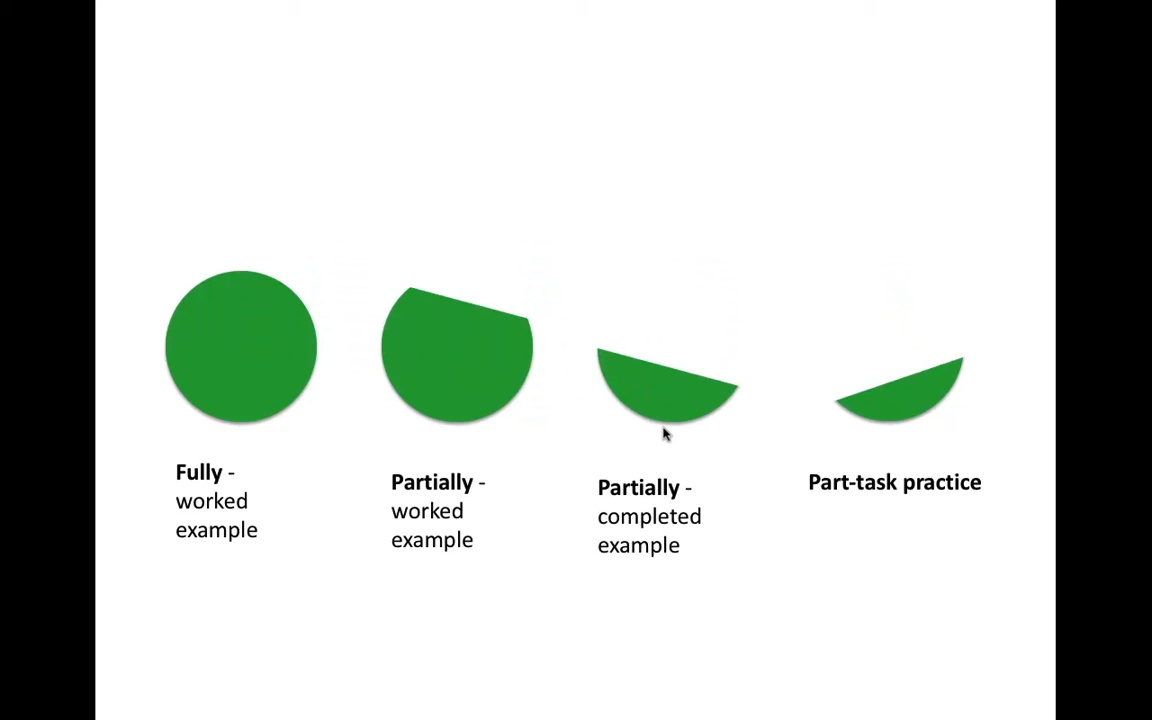 Fully -
worked
example
Partially -
worked
example
Partially -
completed
example
Part-task practice